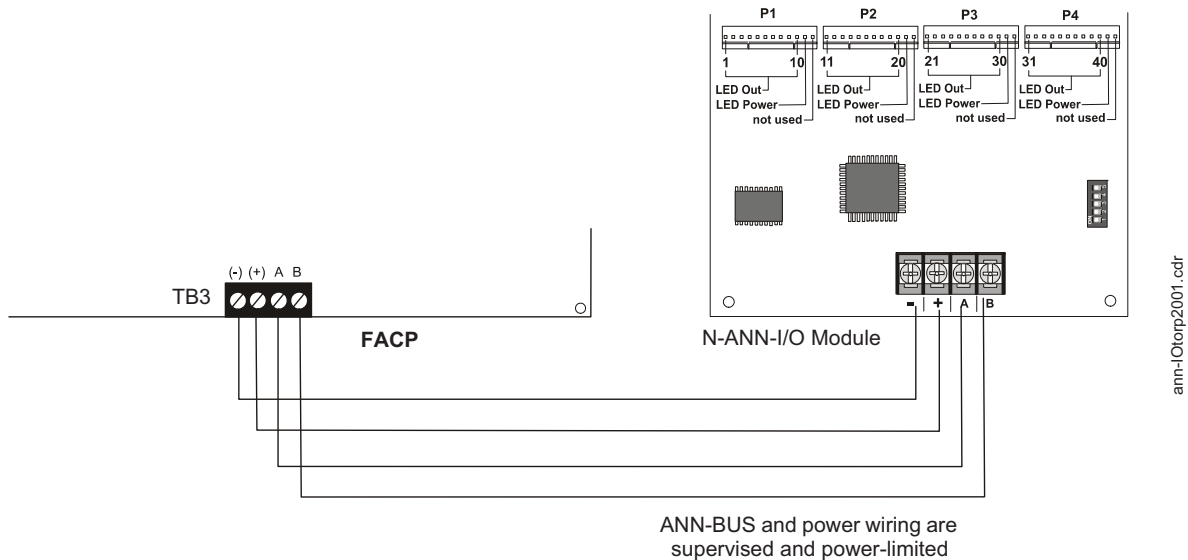 P1 P2 P3 P4
1 10 11 20 21 30 31 40
LED Out LED Out LED Out LED Out
LED Power LED Power LED Power LED Power
not used not used not used not used
(-) (+) A B
TB3
FACP
- + A B
N-ANN-I/O Module
ANN-BUS and power wiring are
supervised and power-limited
ann-IOtorp2001.cdr